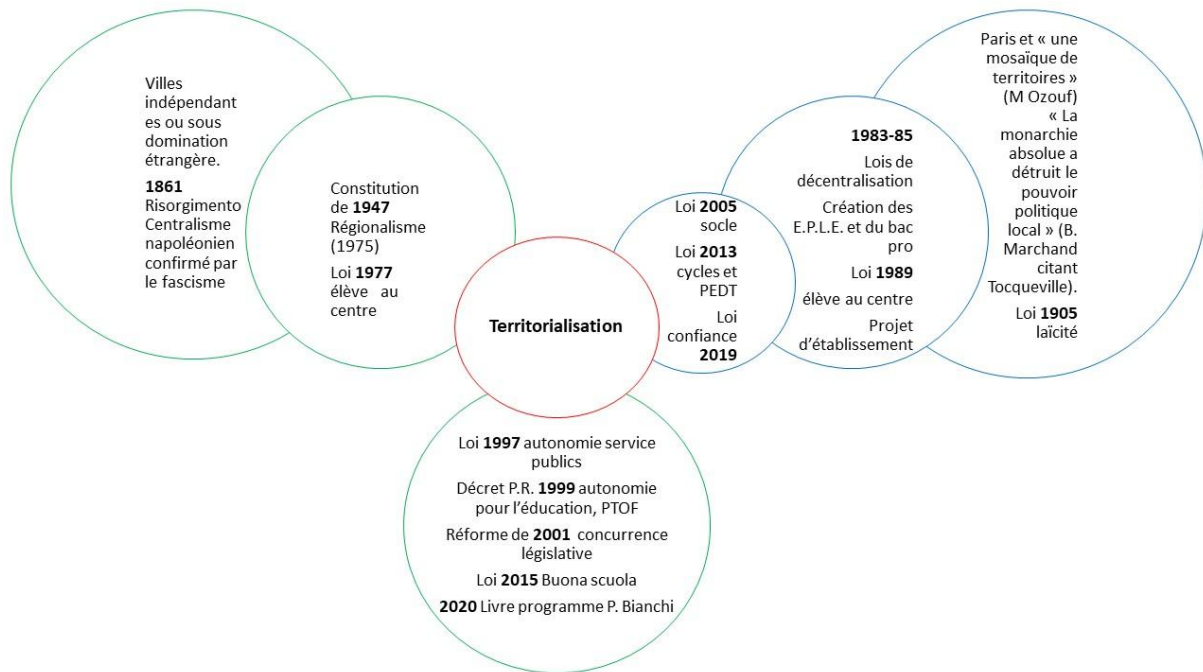 Villes
indépendant
es ou sous
domination
étrangère.
1861
Risorgimento
Centralisme
napoléonien
confirmé par
le fascisme
Constitution
de 1947
Régionalisme
(1975)
Loi 1977
élève au
centre
Territorialisation
Loi 1997 autonomie service
publics
Décret P.R. 1999 autonomie
pour l'éducation, PTOF
Réforme de 2001 concurrence
législative
Loi 2015 Buona scuola
2020 Livre programme P. Bianchi
Loi 2005
socle
Loi 2013
cycles et
PEDT
Loi
confiance
2019
1983-85
Lois de
décentralisation
Création des
E.P.L.E. et du bac
pro
Loi 1989
élève au centre
Projet
d'établissement
Paris et « une
mosaïque de
territoires »
(M Ozouf)
« La
monarchie
absolue a
détruit le
pouvoir
politique
local » (B.
Marchand
citant
Tocqueville).
Loi 1905
laïcité